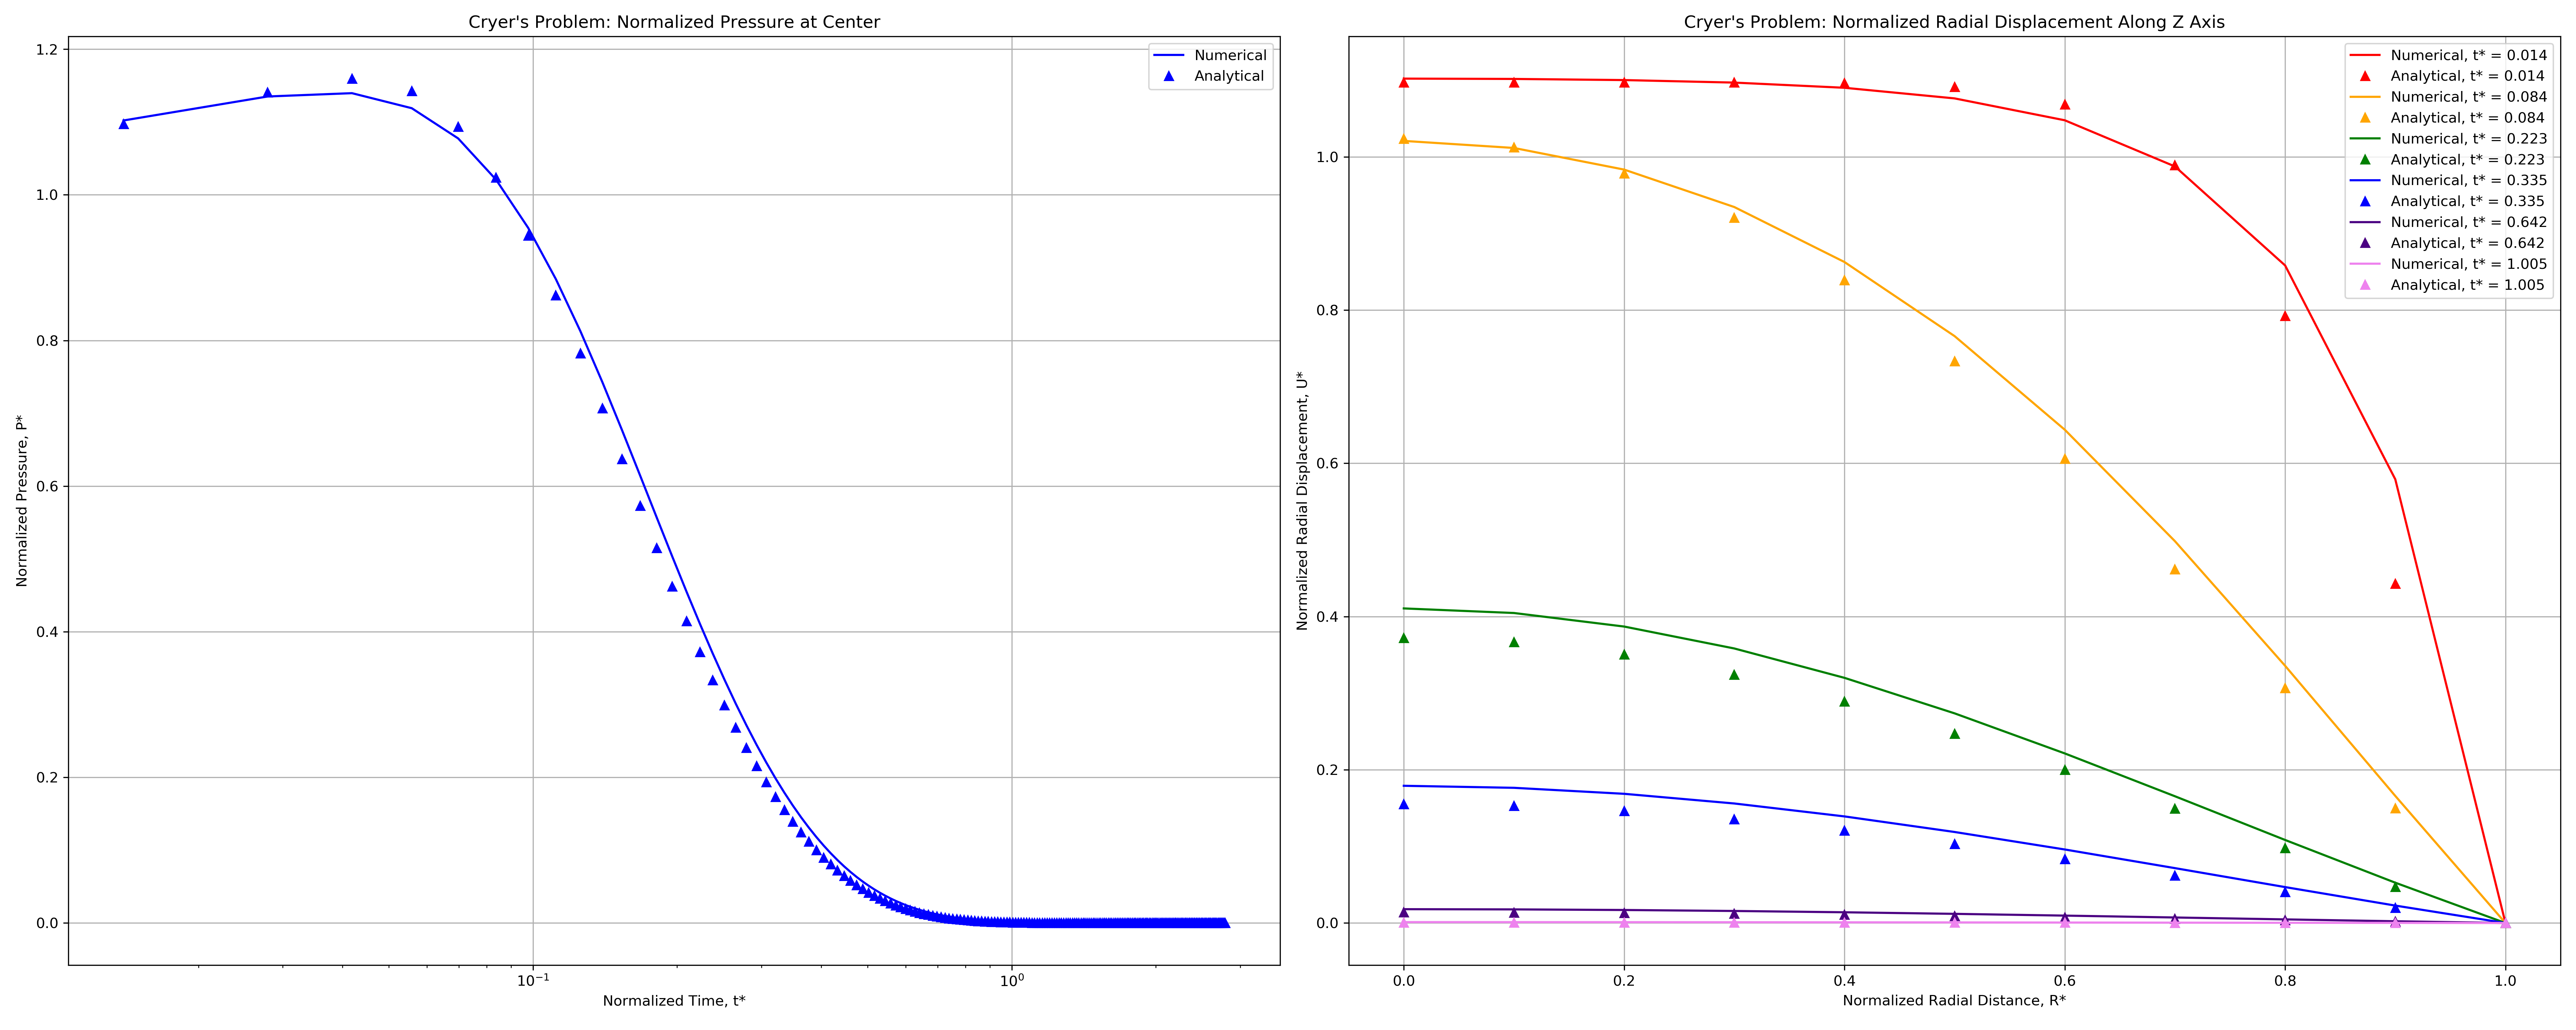 Cryer's Problem: Normalized Pressure at Center
1.2
1.0
0.8
0.6
0.4
0.2
0.0
Normalized Pressure, P*
Numerical
Analytical
10⁻¹
10⁰
Normalized Time, t*
Cryer's Problem: Normalized Radial Displacement Along Z Axis
1.0
0.8
0.6
0.4
0.2
0.0
Normalized Radial Displacement, U*
Numerical, t* = 0.014
Analytical, t* = 0.014
Numerical, t* = 0.084
Analytical, t* = 0.084
Numerical, t* = 0.223
Analytical, t* = 0.223
Numerical, t* = 0.335
Analytical, t* = 0.335
Numerical, t* = 0.642
Analytical, t* = 0.642
Numerical, t* = 1.005
Analytical, t* = 1.005
0.0
0.2
0.4
0.6
0.8
1.0
Normalized Radial Distance, R*